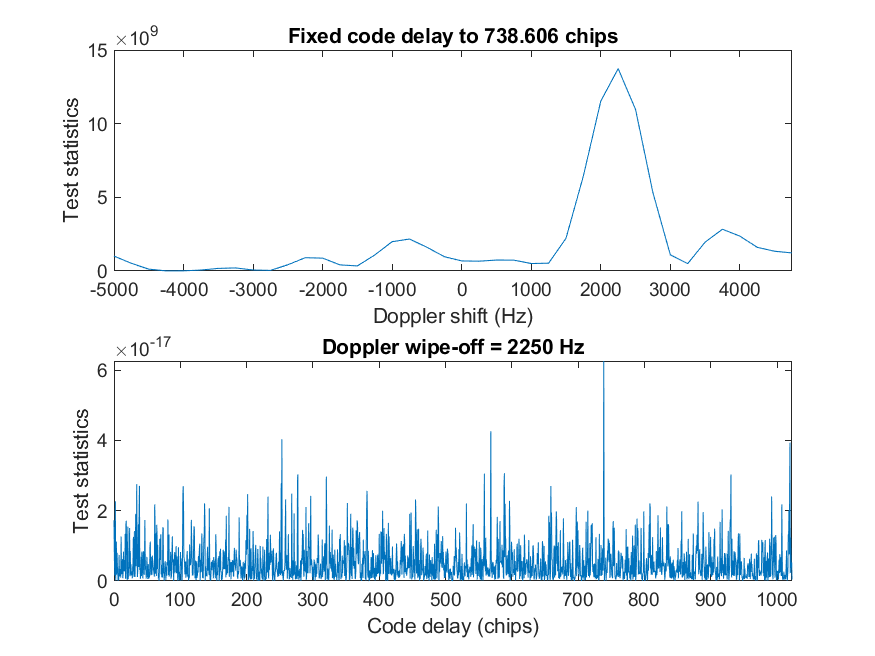 ×10^9
Fixed code delay to 738.606 chips
15
10
5
0
Test statistics
-5000 -4000 -3000 -2000 -1000 0 1000 2000 3000 4000
Doppler shift (Hz)
×10^-17
Doppler wipe-off = 2250 Hz
6
4
2
0
Test statistics
0 100 200 300 400 500 600 700 800 900 1000
Code delay (chips)